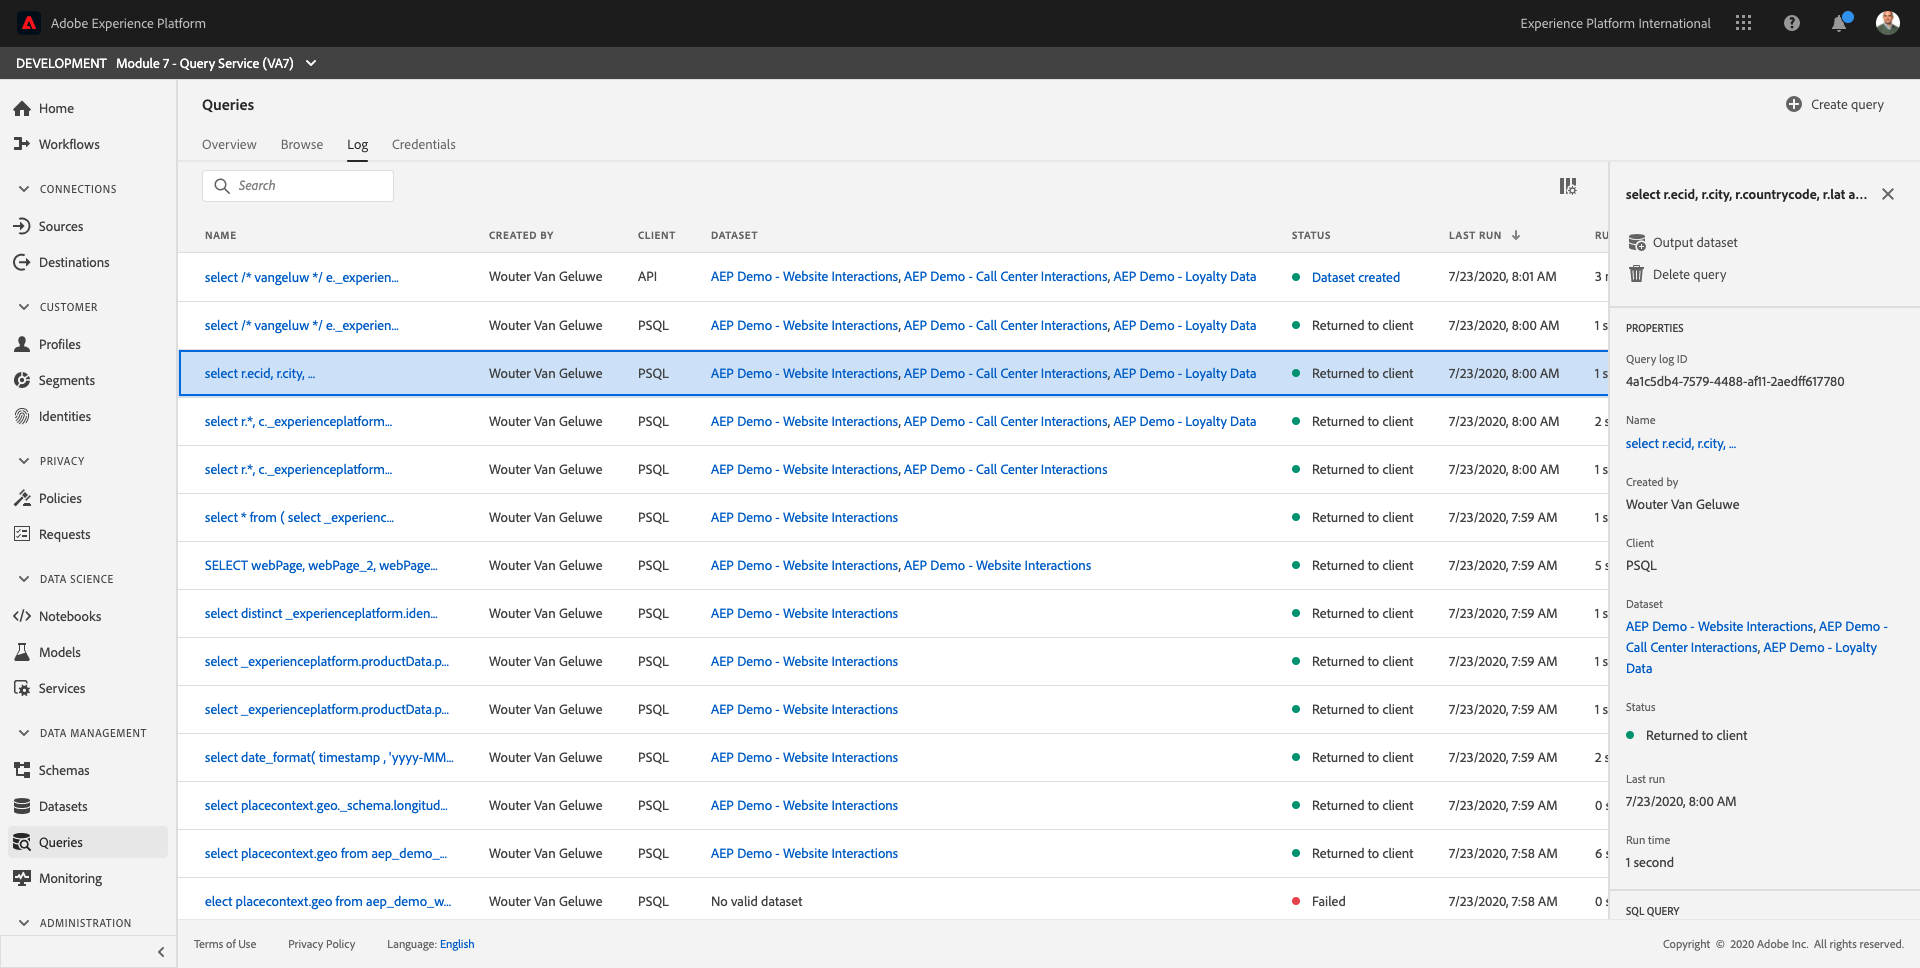 Adobe Experience Platform
Experience Platform International
DEVELOPMENT Module 7 - Query Service (VA7)
Home
Workflows
CONNECTIONS
Sources
Destinations
CUSTOMER
Profiles
Segments
Identities
PRIVACY
Policies
Requests
DATA SCIENCE
Notebooks
Models
Services
DATA MANAGEMENT
Schemas
Datasets
Queries
Monitoring
ADMINISTRATION
Queries
Create query
Overview Browse Log Credentials
Search
NAME CREATED BY CLIENT DATASET STATUS LAST RUN RU
select /* vangeluw */ e._experien... Wouter Van Geluwe API AEP Demo - Website Interactions, AEP Demo - Call Center Interactions, AEP Demo - Loyalty Data Dataset created 7/23/2020, 8:01 AM 3 r
select /* vangeluw */ e._experien... Wouter Van Geluwe PSQL AEP Demo - Website Interactions, AEP Demo - Call Center Interactions, AEP Demo - Loyalty Data Returned to client 7/23/2020, 8:00 AM 1 s
select r.ecid, r.city, ... Wouter Van Geluwe PSQL AEP Demo - Website Interactions, AEP Demo - Call Center Interactions, AEP Demo - Loyalty Data Returned to client 7/23/2020, 8:00 AM 1 s
select r.*, c._experienceplatform... Wouter Van Geluwe PSQL AEP Demo - Website Interactions, AEP Demo - Call Center Interactions, AEP Demo - Loyalty Data Returned to client 7/23/2020, 8:00 AM 2 s
select r.*, c._experienceplatform... Wouter Van Geluwe PSQL AEP Demo - Website Interactions, AEP Demo - Call Center Interactions Returned to client 7/23/2020, 8:00 AM 1 s
select * from ( select _experienc... Wouter Van Geluwe PSQL AEP Demo - Website Interactions Returned to client 7/23/2020, 7:59 AM 1 s
SELECT webPage, webPage_2, webPage... Wouter Van Geluwe PSQL AEP Demo - Website Interactions, AEP Demo - Website Interactions Returned to client 7/23/2020, 7:59 AM 5 s
select distinct _experienceplatform.iden... Wouter Van Geluwe PSQL AEP Demo - Website Interactions Returned to client 7/23/2020, 7:59 AM 1 s
select _experienceplatform.productData.p... Wouter Van Geluwe PSQL AEP Demo - Website Interactions Returned to client 7/23/2020, 7:59 AM 1 s
select _experienceplatform.productData.p... Wouter Van Geluwe PSQL AEP Demo - Website Interactions Returned to client 7/23/2020, 7:59 AM 1 s
select date_format( timestamp , 'yyyy-MM... Wouter Van Geluwe PSQL AEP Demo - Website Interactions Returned to client 7/23/2020, 7:59 AM 2 s
select placecontext.geo._schema.longitud... Wouter Van Geluwe PSQL AEP Demo - Website Interactions Returned to client 7/23/2020, 7:59 AM 0 s
select placecontext.geo from aep_demo_... Wouter Van Geluwe PSQL AEP Demo - Website Interactions Returned to client 7/23/2020, 7:58 AM 6 s
elect placecontext.geo from aep_demo_w... Wouter Van Geluwe PSQL No valid dataset Failed 7/23/2020, 7:58 AM 0 s
select r.ecid, r.city, r.countrycode, r.lat a...
Output dataset
Delete query
PROPERTIES
Query log ID
4a1c5db4-7579-4488-af11-2aedff617780
Name
select r.ecid, r.city, ...
Created by
Wouter Van Geluwe
Client
PSQL
Dataset
AEP Demo - Website Interactions, AEP Demo -
Call Center Interactions, AEP Demo - Loyalty
Data
Status
Returned to client
Last run
7/23/2020, 8:00 AM
Run time
1 second
SQL QUERY
Terms of Use Privacy Policy Language: English
Copyright © 2020 Adobe Inc. All rights reserved.